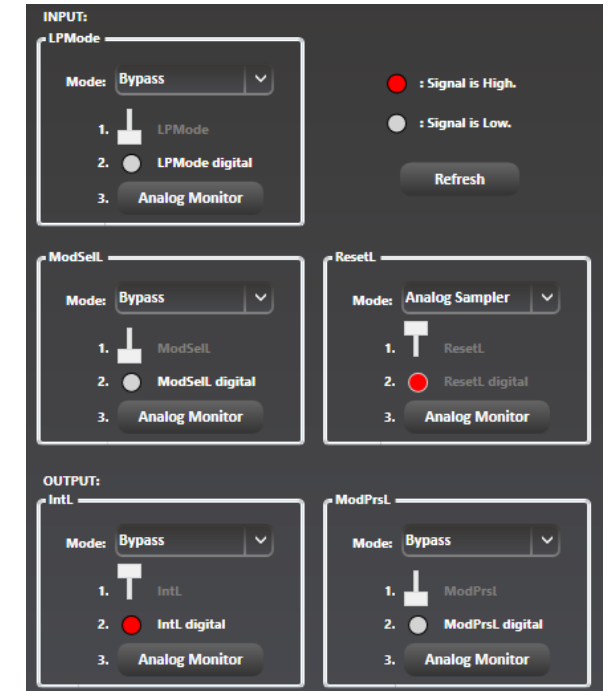 INPUT:
LPMode
Mode: Bypass
1. LPMode
2. LPMode digital
3. Analog Monitor
: Signal is High.
: Signal is Low.
Refresh
ModSelL
Mode: Bypass
1. ModSelL
2. ModSelL digital
3. Analog Monitor
ResetL
Mode: Analog Sampler
1. ResetL
2. ResetL digital
3. Analog Monitor
OUTPUT:
IntL
Mode: Bypass
1. IntL
2. IntL digital
3. Analog Monitor
ModPrsL
Mode: Bypass
1. ModPrsL
2. ModPrsL digital
3. Analog Monitor